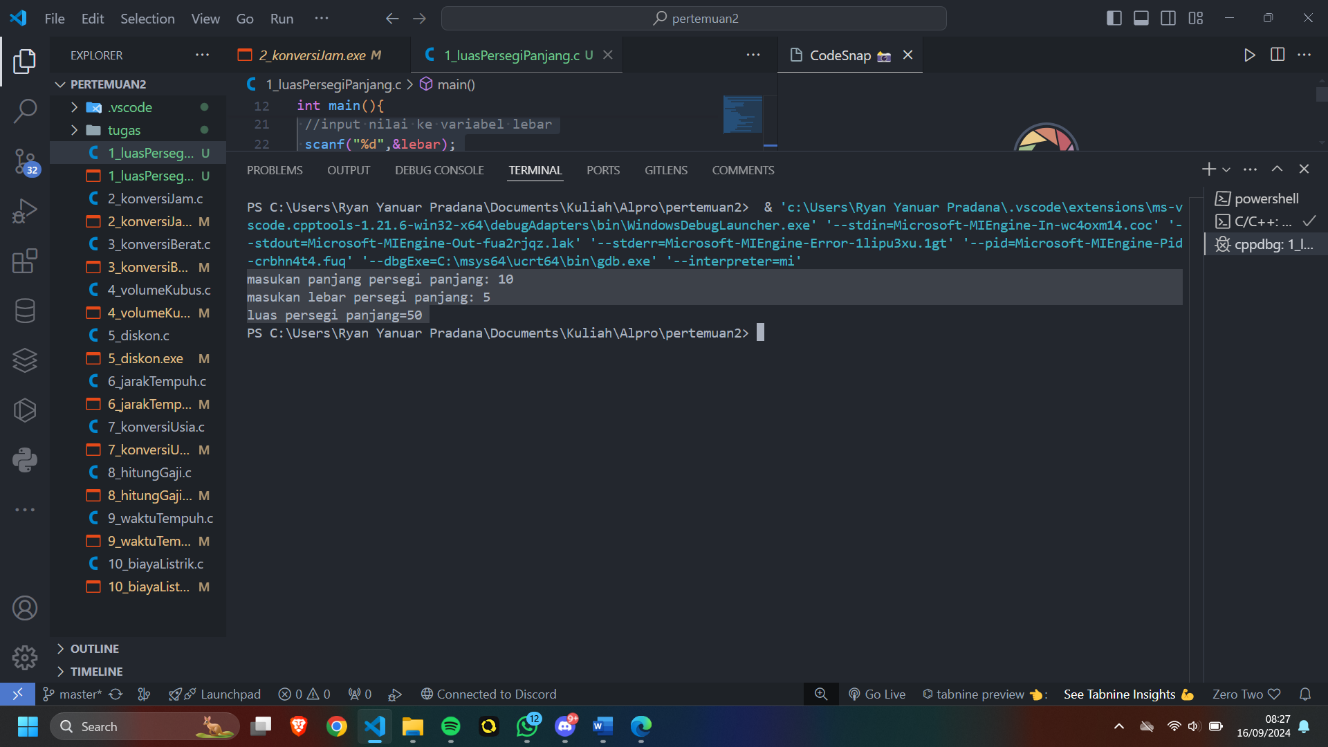 File Edit Selection View Go Run ···
pertemuan2
EXPLORER
2_konversiJam.exe M
1_luasPersegiPanjang.c U
CodeSnap
PERTEMUAN2
1_luasPersegiPanjang.c > main()
12 int main(){
21 //input nilai ke variabel lebar
22 scanf("%d",&lebar);
.vscode
tugas
1_luasPerseg... U
1_luasPerseg... U
2_konversiJam.c
2_konversiJa... M
3_konversiBerat.c
3_konversiB... M
4_volumeKubus.c
4_volumeKu... M
5_diskon.c
5_diskon.exe M
6_jarakTempuh.c
6_jarakTemp... M
7_konversiUsia.c
7_konversiU... M
8_hitungGaji.c
8_hitungGaji... M
9_waktuTempuh.c
9_waktuTem... M
10_biayaListrik.c
10_biayaList... M
OUTLINE
TIMELINE
32
PROBLEMS OUTPUT DEBUG CONSOLE TERMINAL PORTS GITLENS COMMENTS
PS C:\Users\Ryan Yanuar Pradana\Documents\Kuliah\Alpro\pertemuan2> & 'c:\Users\Ryan Yanuar Pradana\.vscode\extensions\ms-v
scode.cpptools-1.21.6-win32-x64\debugAdapters\bin\WindowsDebugLauncher.exe' '--stdin=Microsoft-MIEngine-In-wc4oxm14.coc' '-
-stdout=Microsoft-MIEngine-Out-fua2rjqz.lak' '--stderr=Microsoft-MIEngine-Error-1lipu3xu.1gt' '--pid=Microsoft-MIEngine-Pid
-crbhn4t4.fuq' '--dbgExe=C:\msys64\ucrt64\bin\gdb.exe' '--interpreter=mi'
masukan panjang persegi panjang: 10
masukan lebar persegi panjang: 5
luas persegi panjang=50
PS C:\Users\Ryan Yanuar Pradana\Documents\Kuliah\Alpro\pertemuan2>
powershell
C/C++: ...
cppdbg: 1_l...
master* Launchpad 0 0 0 Connected to Discord
Go Live tabnine preview : See Tabnine Insights Zero Two
Search
12
9+
08:27
16/09/2024